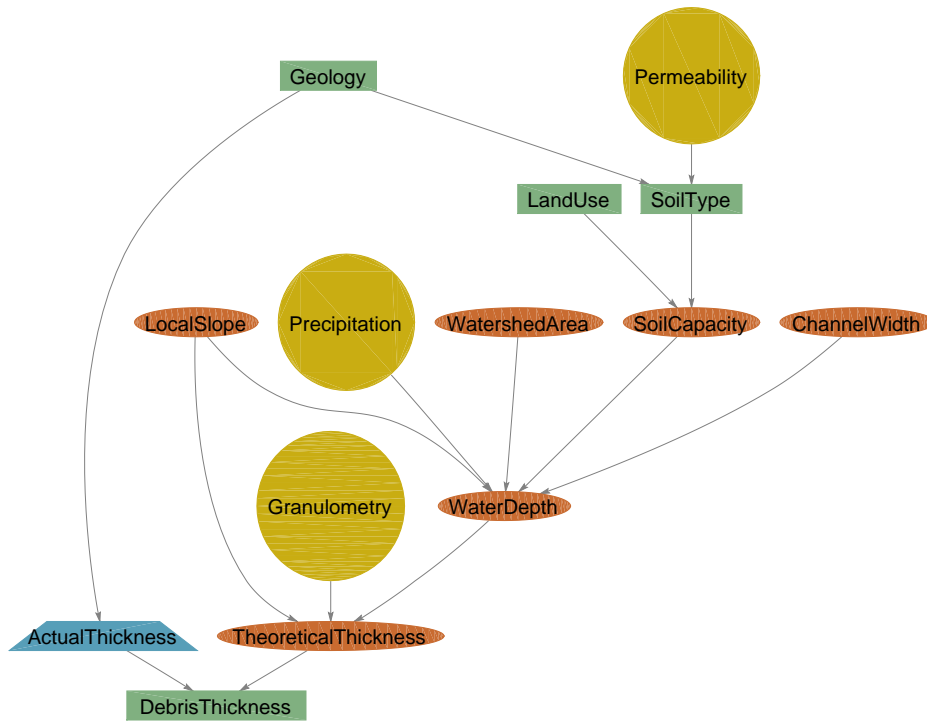 Geology
Permeability
LandUse
SoilType
LocalSlope
Precipitation
WatershedArea
SoilCapacity
ChannelWidth
Granulometry
WaterDepth
ActualThickness
TheoreticalThickness
DebrisThickness